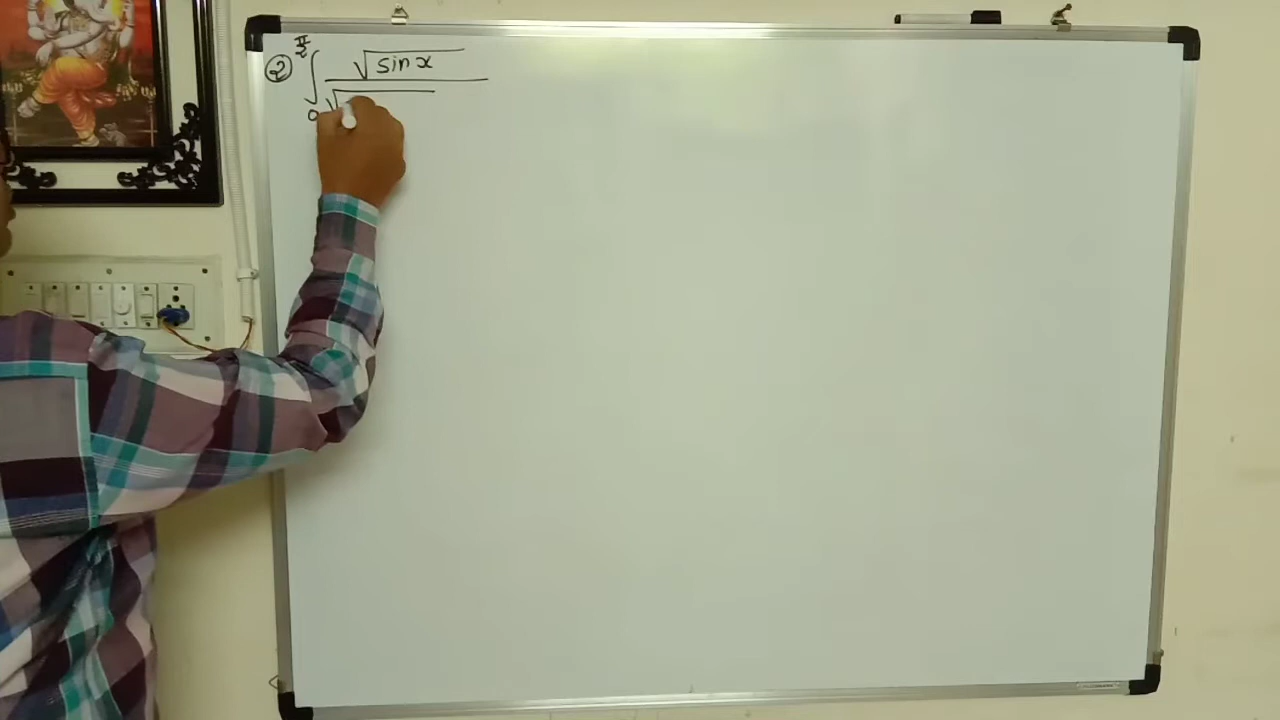 ② ∫₀^{π/2} √(sin x) / √